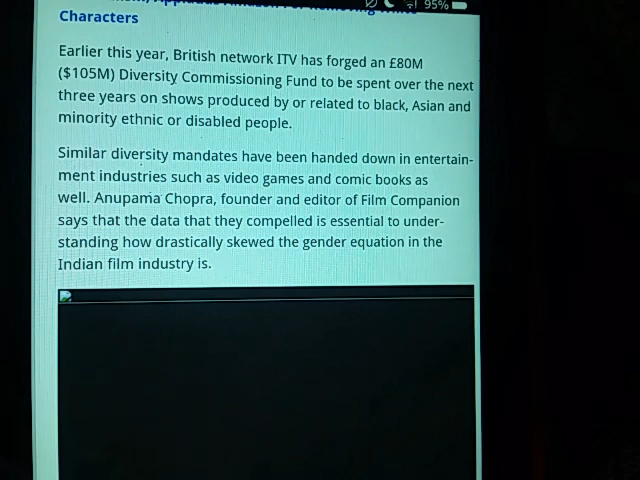 95%
Characters
Earlier this year, British network ITV has forged an £80M
($105M) Diversity Commissioning Fund to be spent over the next
three years on shows produced by or related to black, Asian and
minority ethnic or disabled people.
Similar diversity mandates have been handed down in entertain-
ment industries such as video games and comic books as
well. Anupama Chopra, founder and editor of Film Companion
says that the data that they compelled is essential to under-
standing how drastically skewed the gender equation in the
Indian film industry is.